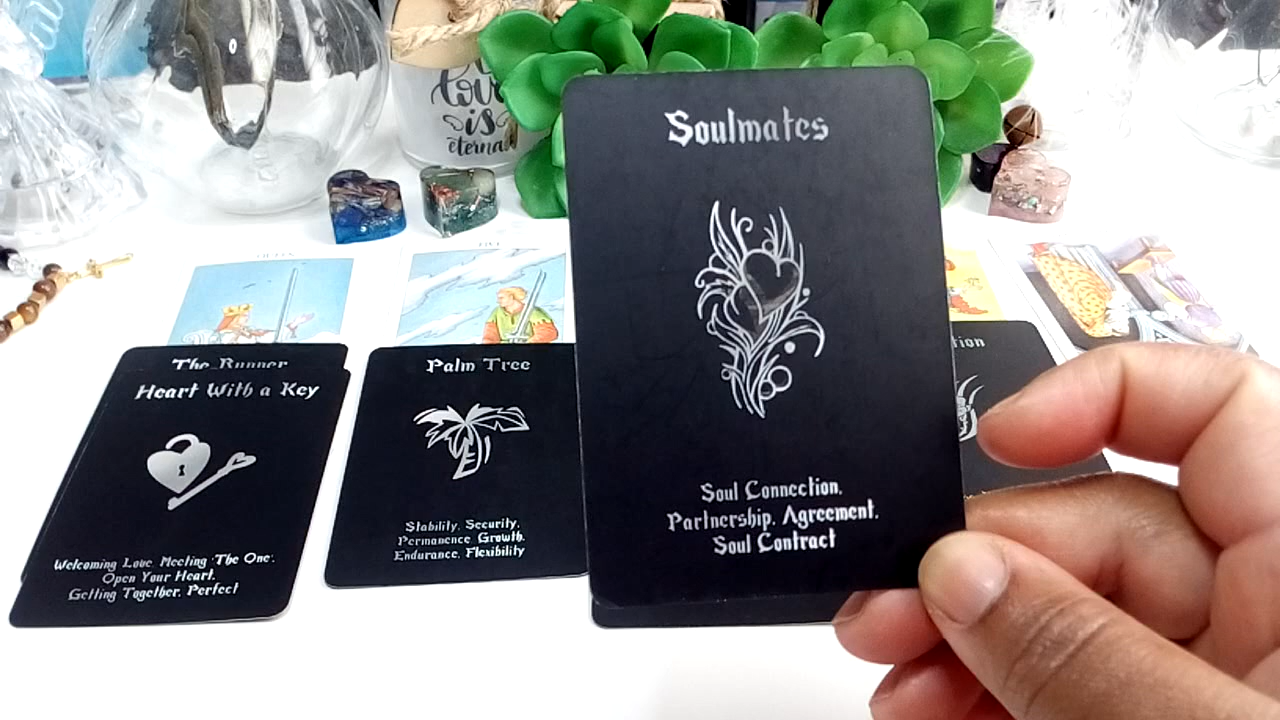 love
is
eternal
Soulmates
Soul Connection,
Partnership, Agreement,
Soul Contract
The Runner
Heart With a Key
Welcoming Love, Meeting 'The One',
Open Your Heart,
Getting Together, Perfect
Palm Tree
Stability, Security,
Permanence, Growth,
Endurance, Flexibility